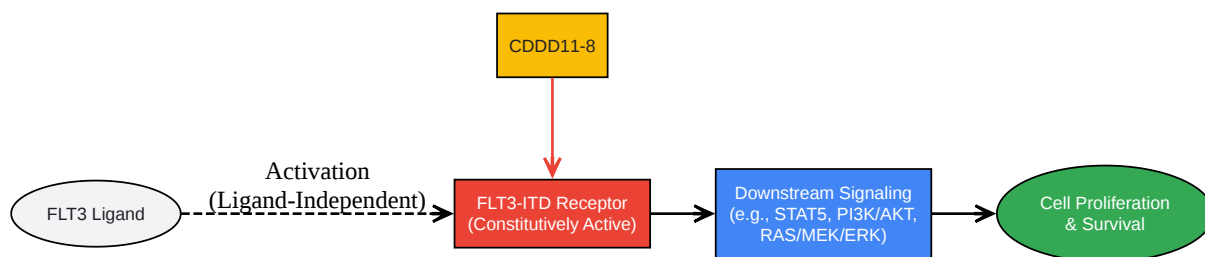 CDDD11-8
Activation
(Ligand-Independent)
FLT3 Ligand
FLT3-ITD Receptor
(Constitutively Active)
Downstream Signaling
(e.g., STAT5, PI3K/AKT,
RAS/MEK/ERK)
Cell Proliferation
& Survival